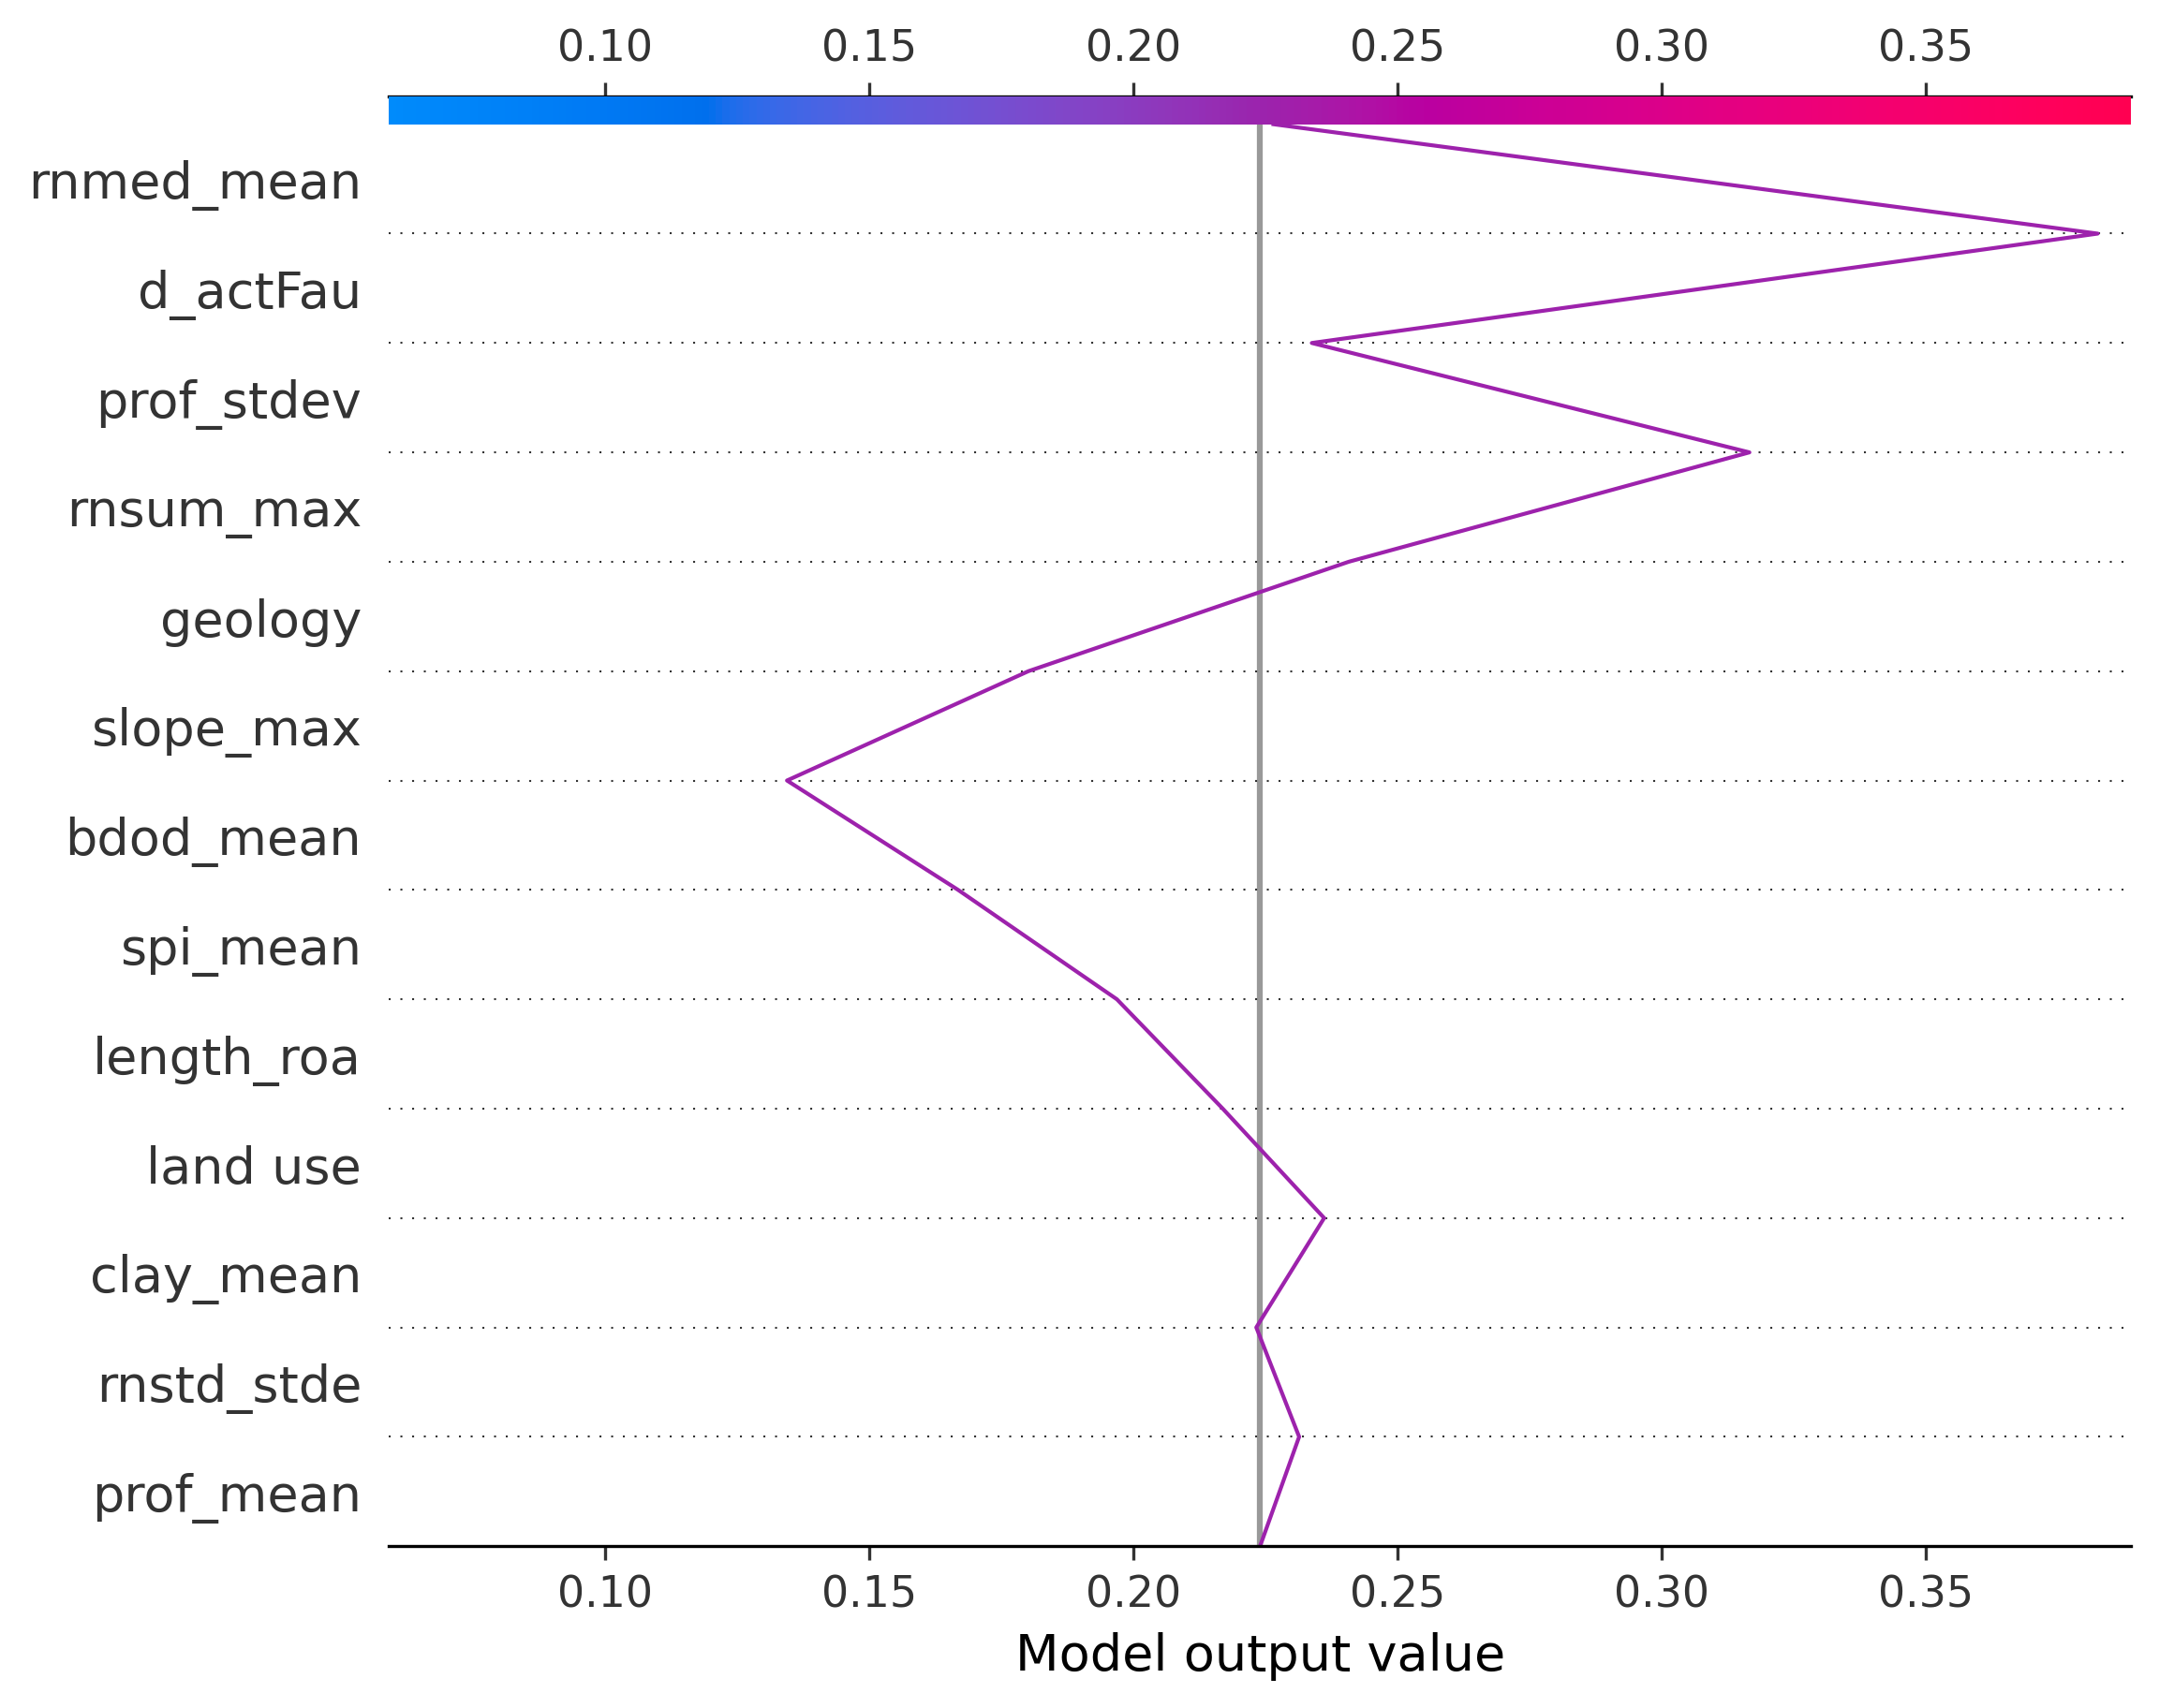 0.10 0.15 0.20 0.25 0.30 0.35
rnmed_mean
d_actFau
prof_stdev
rnsum_max
geology
slope_max
bdod_mean
spi_mean
length_roa
land use
clay_mean
rnstd_stde
prof_mean
0.10 0.15 0.20 0.25 0.30 0.35
Model output value